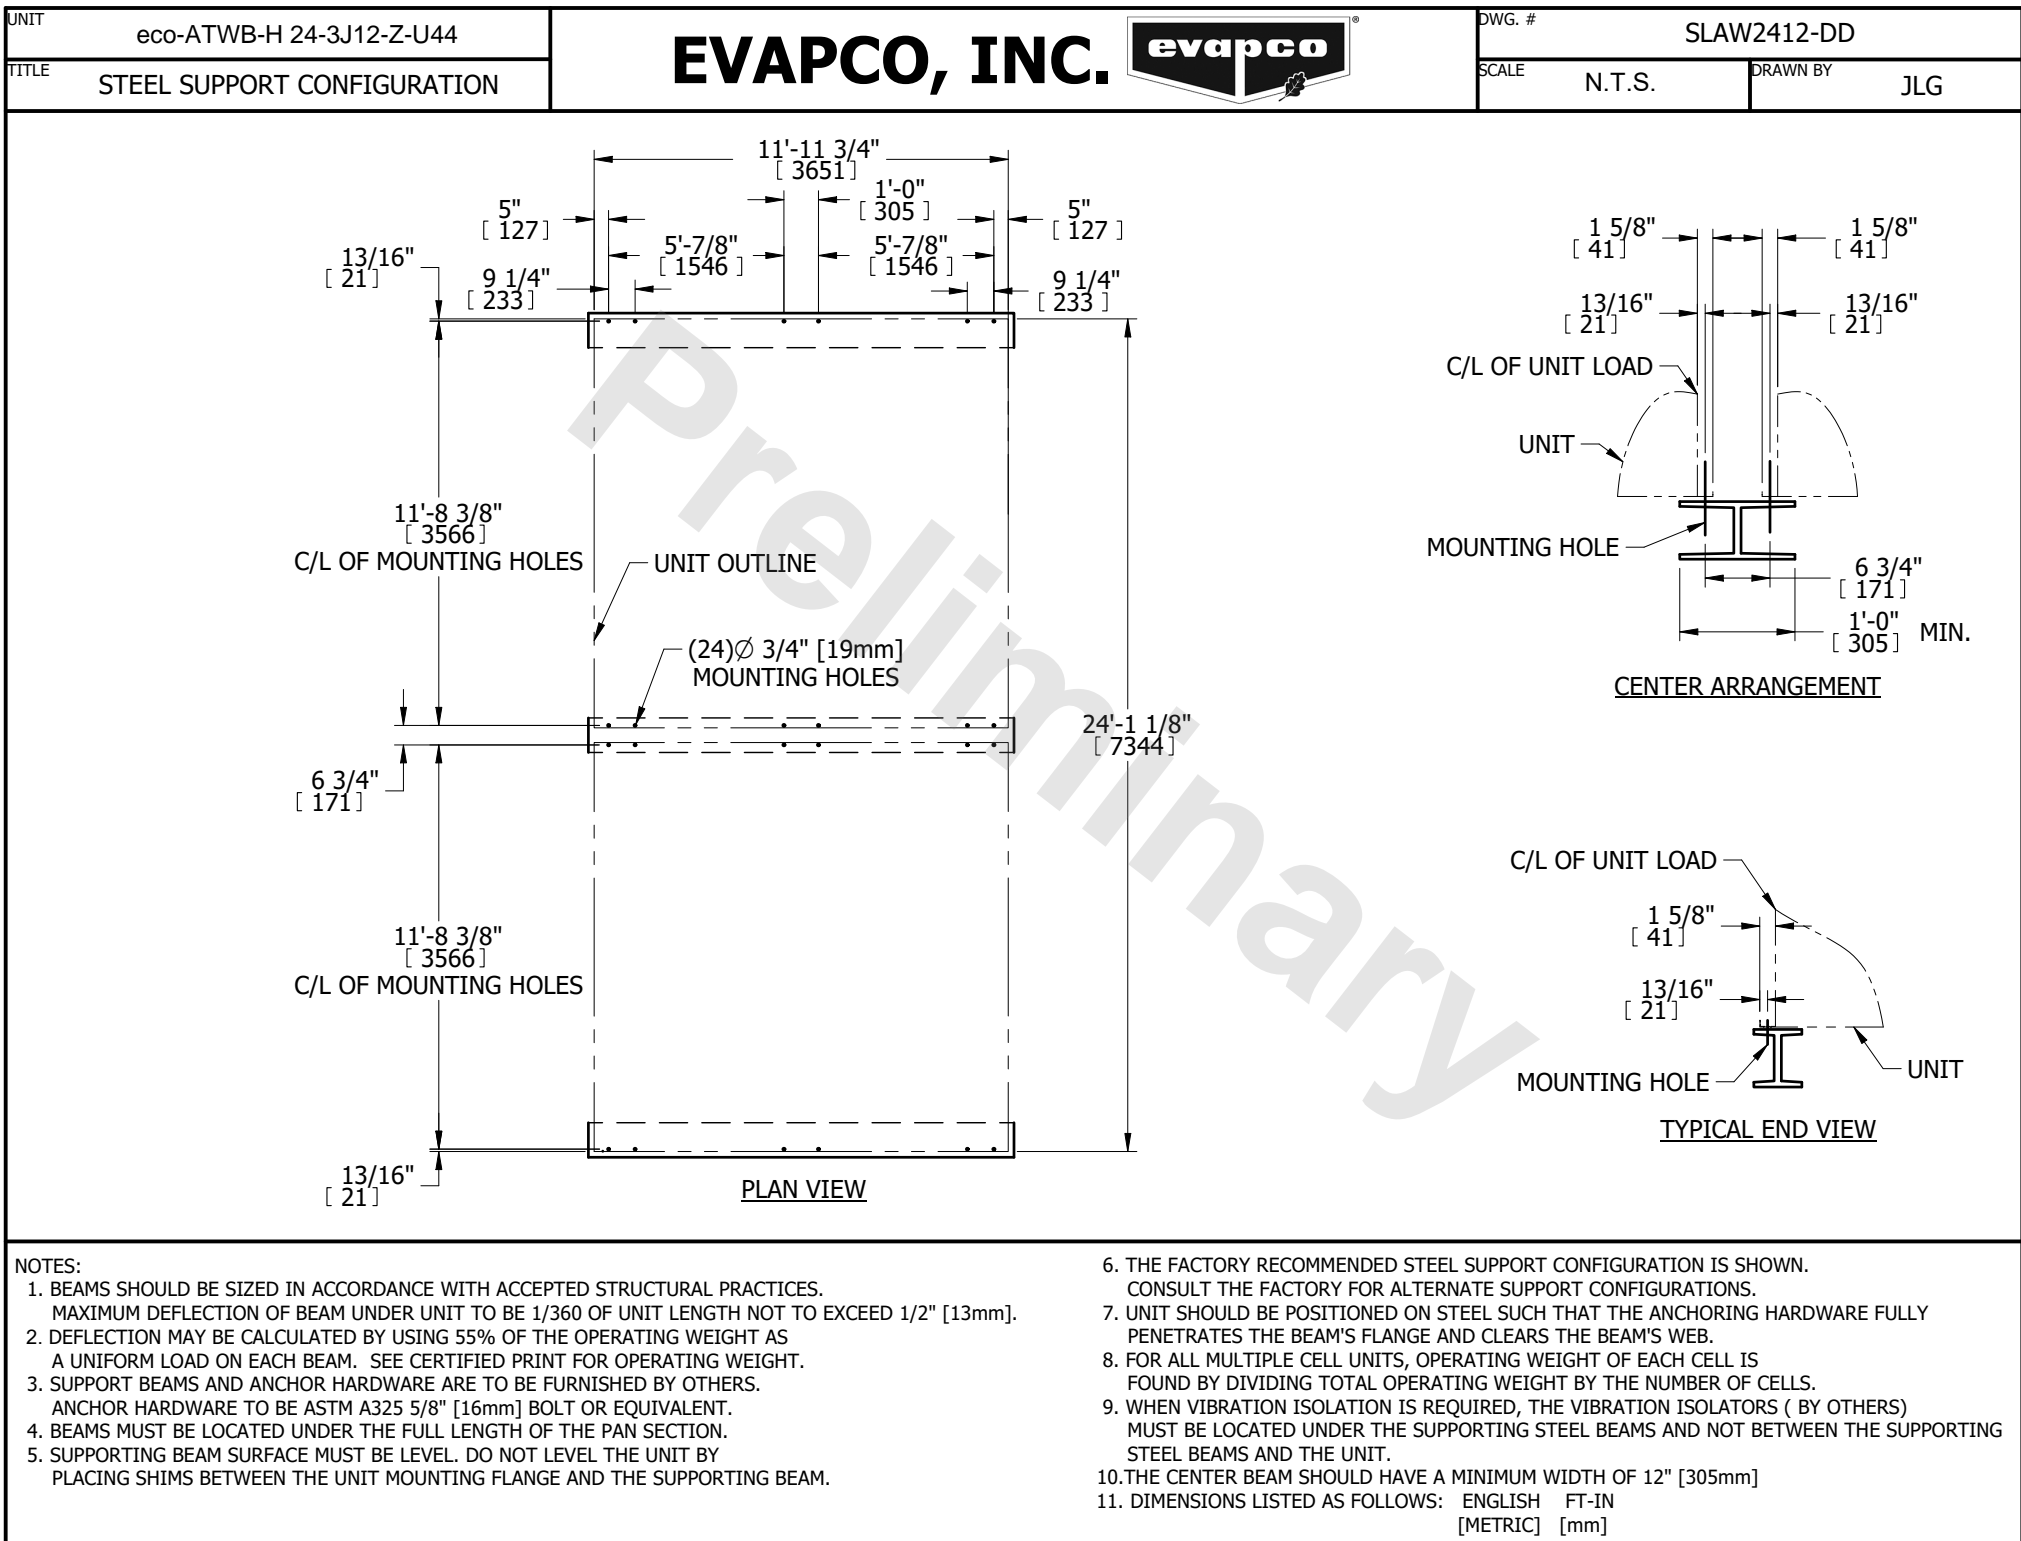 UNIT
eco-ATWB-H 24-3J12-Z-U44
TITLE
STEEL SUPPORT CONFIGURATION
EVAPCO, INC.
evapco
®
DWG. #
SLAW2412-DD
SCALE
N.T.S.
DRAWN BY
JLG
11'-11 3/4"
[ 3651 ]
1'-0"
[ 305 ]
5"
[ 127 ]
5"
[ 127 ]
5'-7/8"
[ 1546 ]
5'-7/8"
[ 1546 ]
13/16"
[ 21 ]
9 1/4"
[ 233 ]
9 1/4"
[ 233 ]
11'-8 3/8"
[ 3566 ]
C/L OF MOUNTING HOLES
UNIT OUTLINE
(24)∅ 3/4" [19mm]
MOUNTING HOLES
24'-1 1/8"
[ 7344 ]
6 3/4"
[ 171 ]
11'-8 3/8"
[ 3566 ]
C/L OF MOUNTING HOLES
13/16"
[ 21 ]
PLAN VIEW
Preliminary
1 5/8"
[ 41 ]
1 5/8"
[ 41 ]
13/16"
[ 21 ]
13/16"
[ 21 ]
C/L OF UNIT LOAD
UNIT
MOUNTING HOLE
6 3/4"
[ 171 ]
1'-0"
[ 305 ] MIN.
CENTER ARRANGEMENT
C/L OF UNIT LOAD
1 5/8"
[ 41 ]
13/16"
[ 21 ]
MOUNTING HOLE
UNIT
TYPICAL END VIEW
NOTES:
1. BEAMS SHOULD BE SIZED IN ACCORDANCE WITH ACCEPTED STRUCTURAL PRACTICES.
MAXIMUM DEFLECTION OF BEAM UNDER UNIT TO BE 1/360 OF UNIT LENGTH NOT TO EXCEED 1/2" [13mm].
2. DEFLECTION MAY BE CALCULATED BY USING 55% OF THE OPERATING WEIGHT AS
A UNIFORM LOAD ON EACH BEAM. SEE CERTIFIED PRINT FOR OPERATING WEIGHT.
3. SUPPORT BEAMS AND ANCHOR HARDWARE ARE TO BE FURNISHED BY OTHERS.
ANCHOR HARDWARE TO BE ASTM A325 5/8" [16mm] BOLT OR EQUIVALENT.
4. BEAMS MUST BE LOCATED UNDER THE FULL LENGTH OF THE PAN SECTION.
5. SUPPORTING BEAM SURFACE MUST BE LEVEL. DO NOT LEVEL THE UNIT BY
PLACING SHIMS BETWEEN THE UNIT MOUNTING FLANGE AND THE SUPPORTING BEAM.
6. THE FACTORY RECOMMENDED STEEL SUPPORT CONFIGURATION IS SHOWN.
CONSULT THE FACTORY FOR ALTERNATE SUPPORT CONFIGURATIONS.
7. UNIT SHOULD BE POSITIONED ON STEEL SUCH THAT THE ANCHORING HARDWARE FULLY
PENETRATES THE BEAM'S FLANGE AND CLEARS THE BEAM'S WEB.
8. FOR ALL MULTIPLE CELL UNITS, OPERATING WEIGHT OF EACH CELL IS
FOUND BY DIVIDING TOTAL OPERATING WEIGHT BY THE NUMBER OF CELLS.
9. WHEN VIBRATION ISOLATION IS REQUIRED, THE VIBRATION ISOLATORS ( BY OTHERS)
MUST BE LOCATED UNDER THE SUPPORTING STEEL BEAMS AND NOT BETWEEN THE SUPPORTING
STEEL BEAMS AND THE UNIT.
10.THE CENTER BEAM SHOULD HAVE A MINIMUM WIDTH OF 12" [305mm]
11. DIMENSIONS LISTED AS FOLLOWS: ENGLISH FT-IN
[METRIC] [mm]